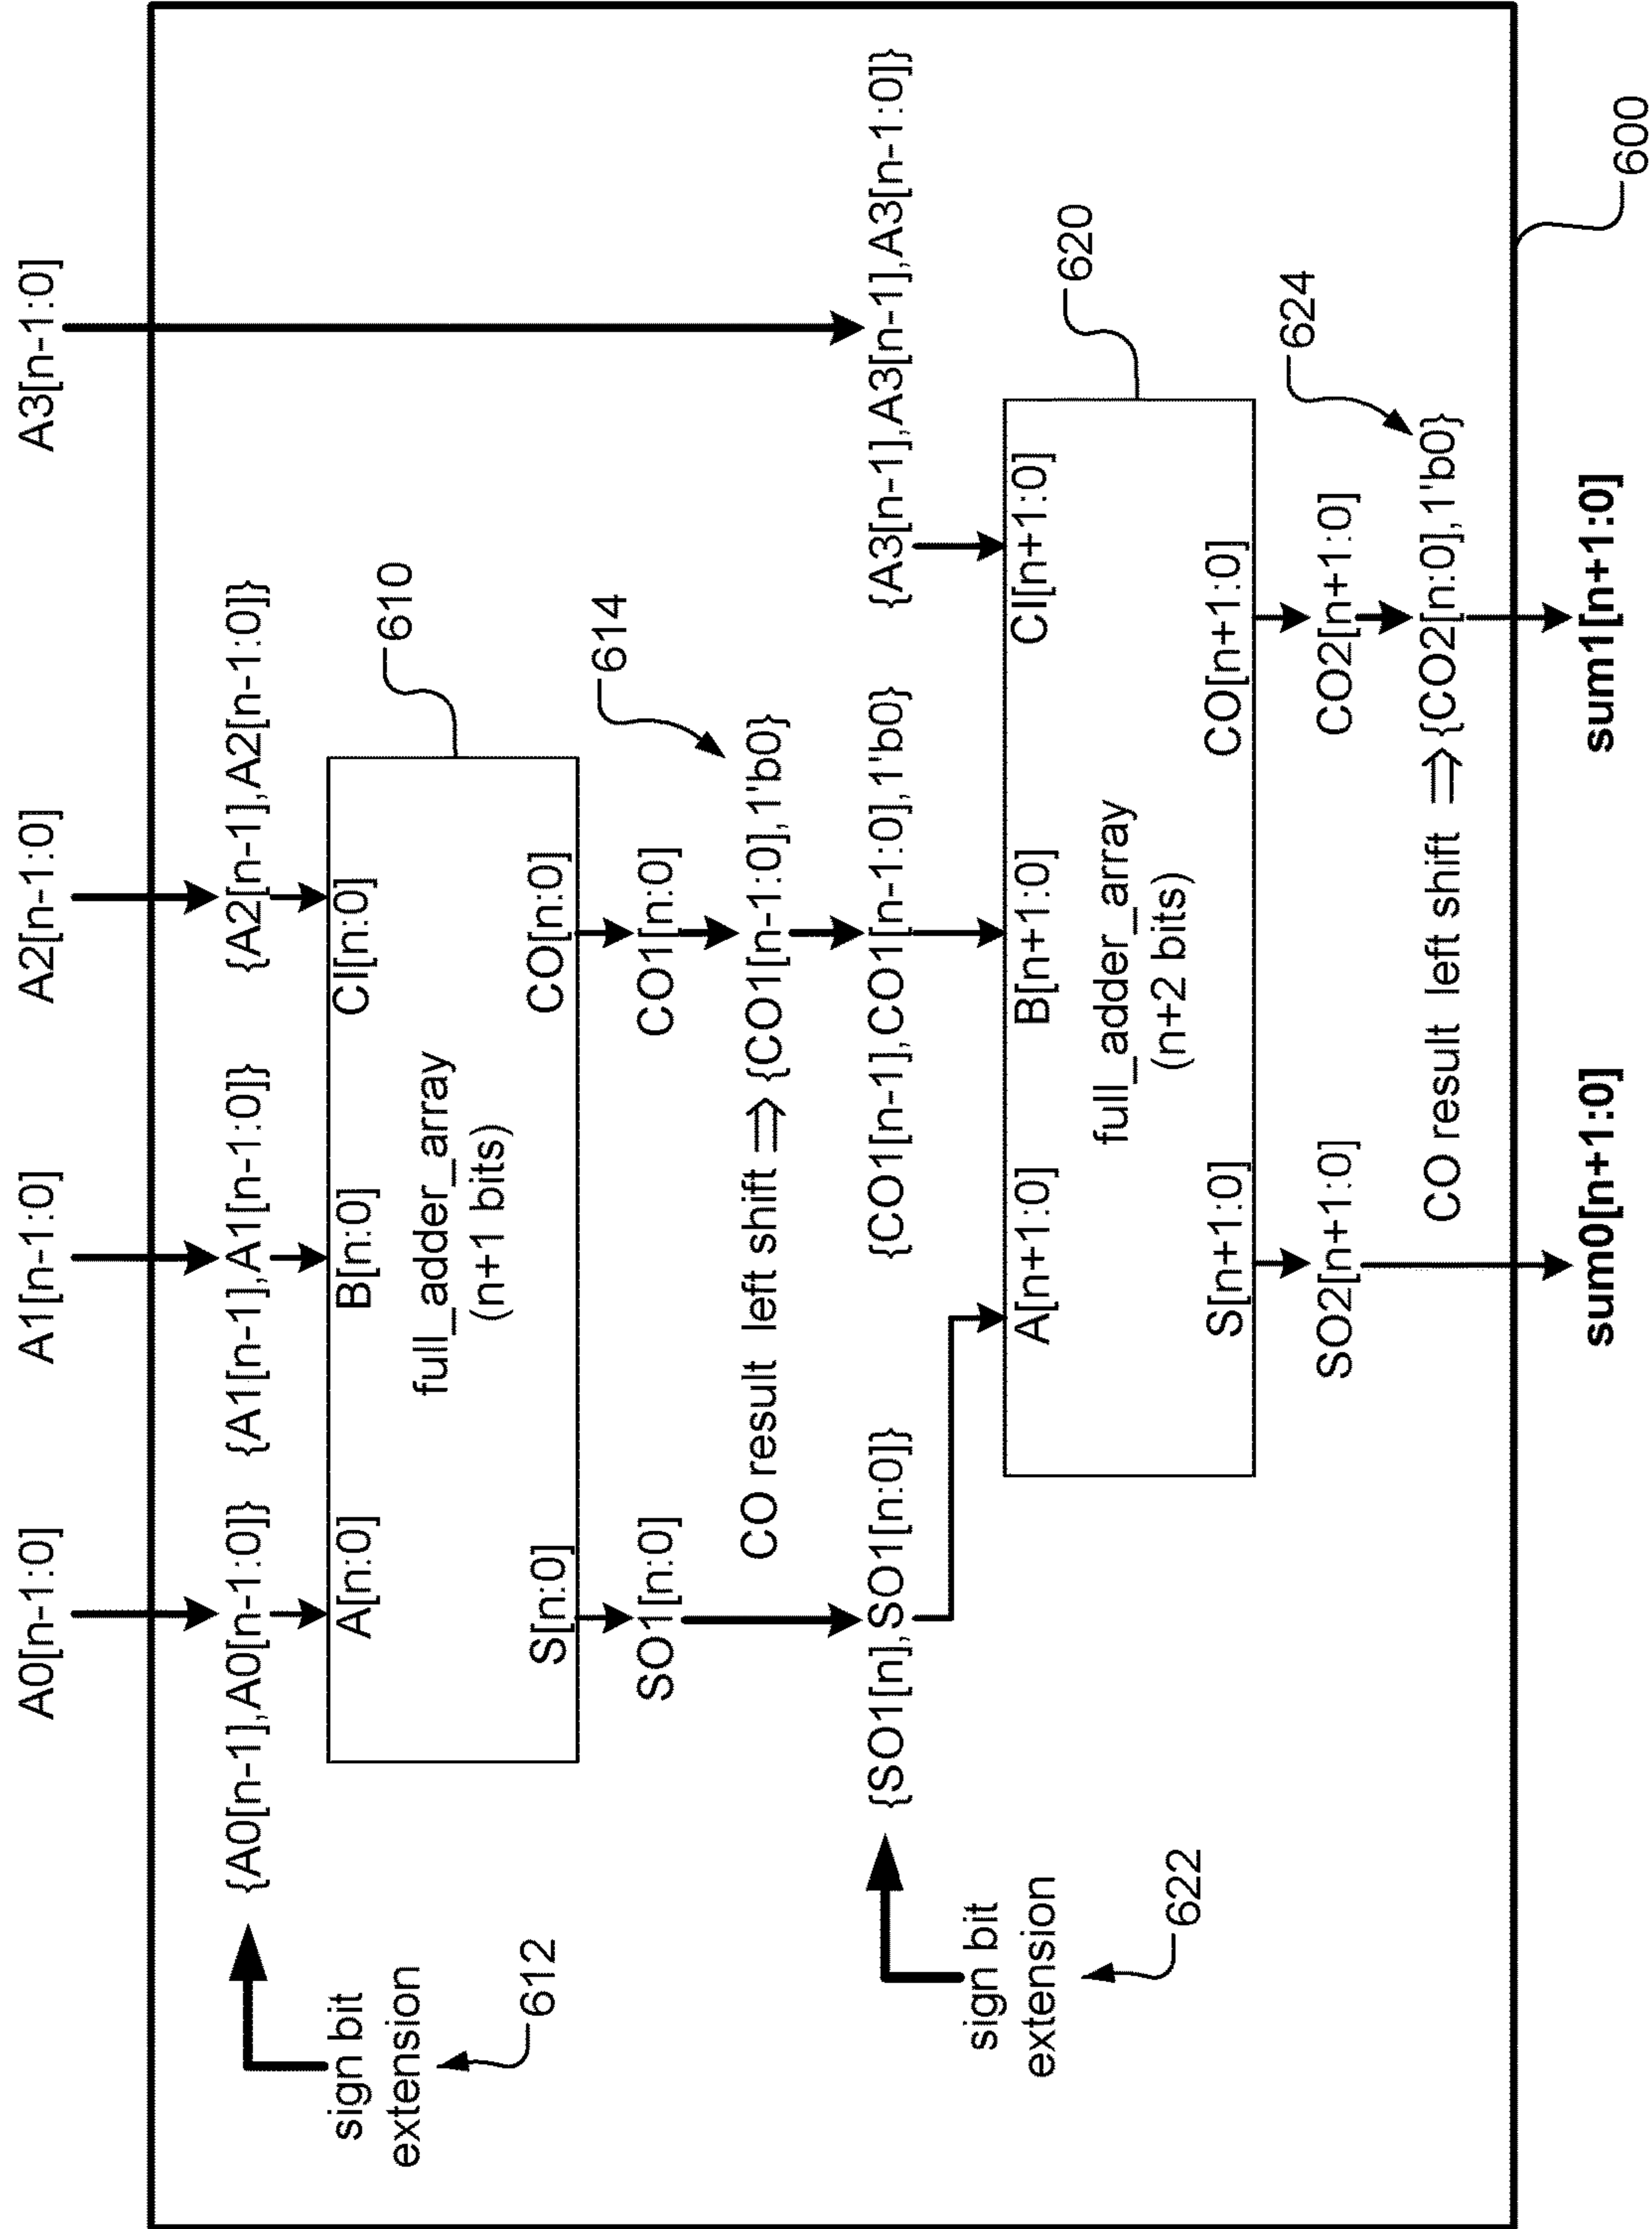 A0[n-1:0] A1[n-1:0] A2[n-1:0] A3[n-1:0]
{A0[n-1],A0[n-1:0]} {A1[n-1],A1[n-1:0]} {A2[n-1],A2[n-1:0]}
sign bit
extension
612
A[n:0] B[n:0] CI[n:0]
full_adder_array
(n+1 bits)
S[n:0] CO[n:0]
610
SO1[n:0] CO1[n:0]
614
CO result left shift ⇒ {CO1[n-1:0],1'b0}
{SO1[n],SO1[n:0]} {CO1[n-1],CO1[n-1:0],1'b0} {A3[n-1],A3[n-1],A3[n-1:0]}
sign bit
extension
622
A[n+1:0] B[n+1:0] CI[n+1:0]
full_adder_array
(n+2 bits)
S[n+1:0] CO[n+1:0]
620
SO2[n+1:0] CO2[n+1:0]
624
CO result left shift ⇒ {CO2[n:0],1'b0}
sum0[n+1:0] sum1[n+1:0]
600